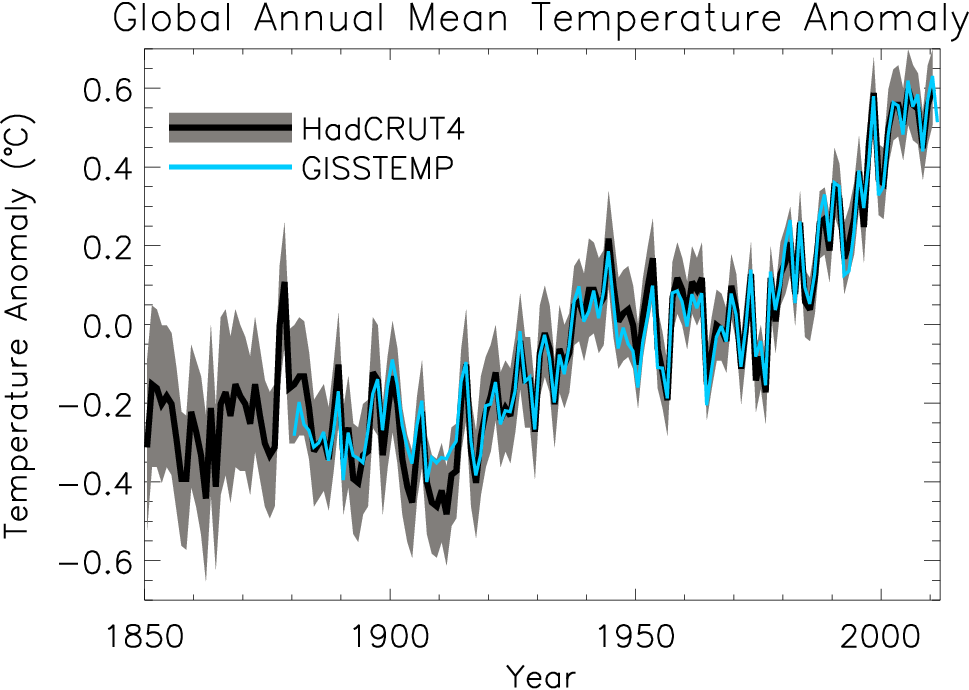 Global Annual Mean Temperature Anomaly
HadCRUT4
GISSTEMP
Temperature Anomaly (°C)
0.6
0.4
0.2
0.0
−0.2
−0.4
−0.6
1850 1900 1950 2000
Year